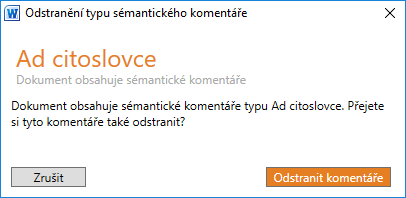 Odstranění typu sémantického komentáře
Ad citoslovce
Dokument obsahuje sémantické komentáře
Dokument obsahuje sémantické komentáře typu Ad citoslovce. Přejete
si tyto komentáře také odstranit?
Zrušit
Odstranit komentáře